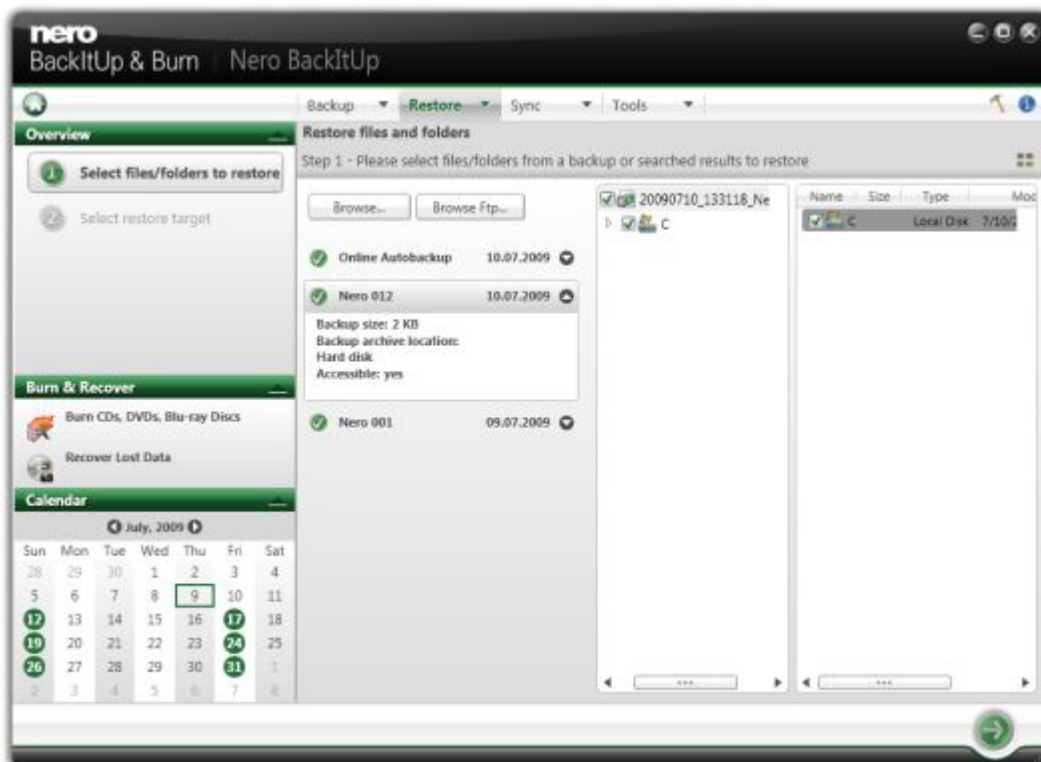 nero
BackItUp & Burn | Nero BackItUp
Backup Restore Sync Tools
Overview
1 Select files/folders to restore
Select restore target
Restore files and folders
Step 1 - Please select files/folders from a backup or searched results to restore
Browse... Browse Ftp...
Online Autobackup 10.07.2009
Nero 012 10.07.2009
Backup size: 2 KB
Backup archive location:
Hard disk
Accessible: yes
Nero 001 09.07.2009
20090710_133118_Ne
C
Name Size Type Moc
C Local Disk 7/10/2
Burn & Recover
Burn CDs, DVDs, Blu-ray Discs
Recover Lost Data
Calendar
July, 2009
Sun Mon Tue Wed Thu Fri Sat
28 29 30 1 2 3 4
5 6 7 8 9 10 11
12 13 14 15 16 17 18
19 20 21 22 23 24 25
26 27 28 29 30 31 1
2 3 4 5 6 7 8